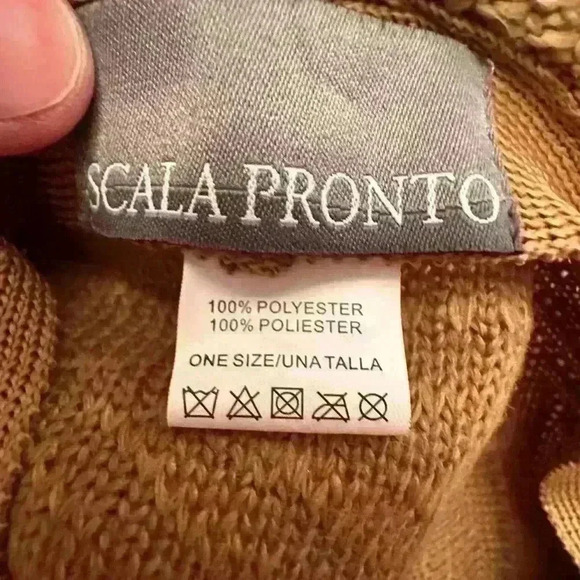 SCALA PRONTO
100% POLYESTER
100% POLIESTER
ONE SIZE/UNA TALLA